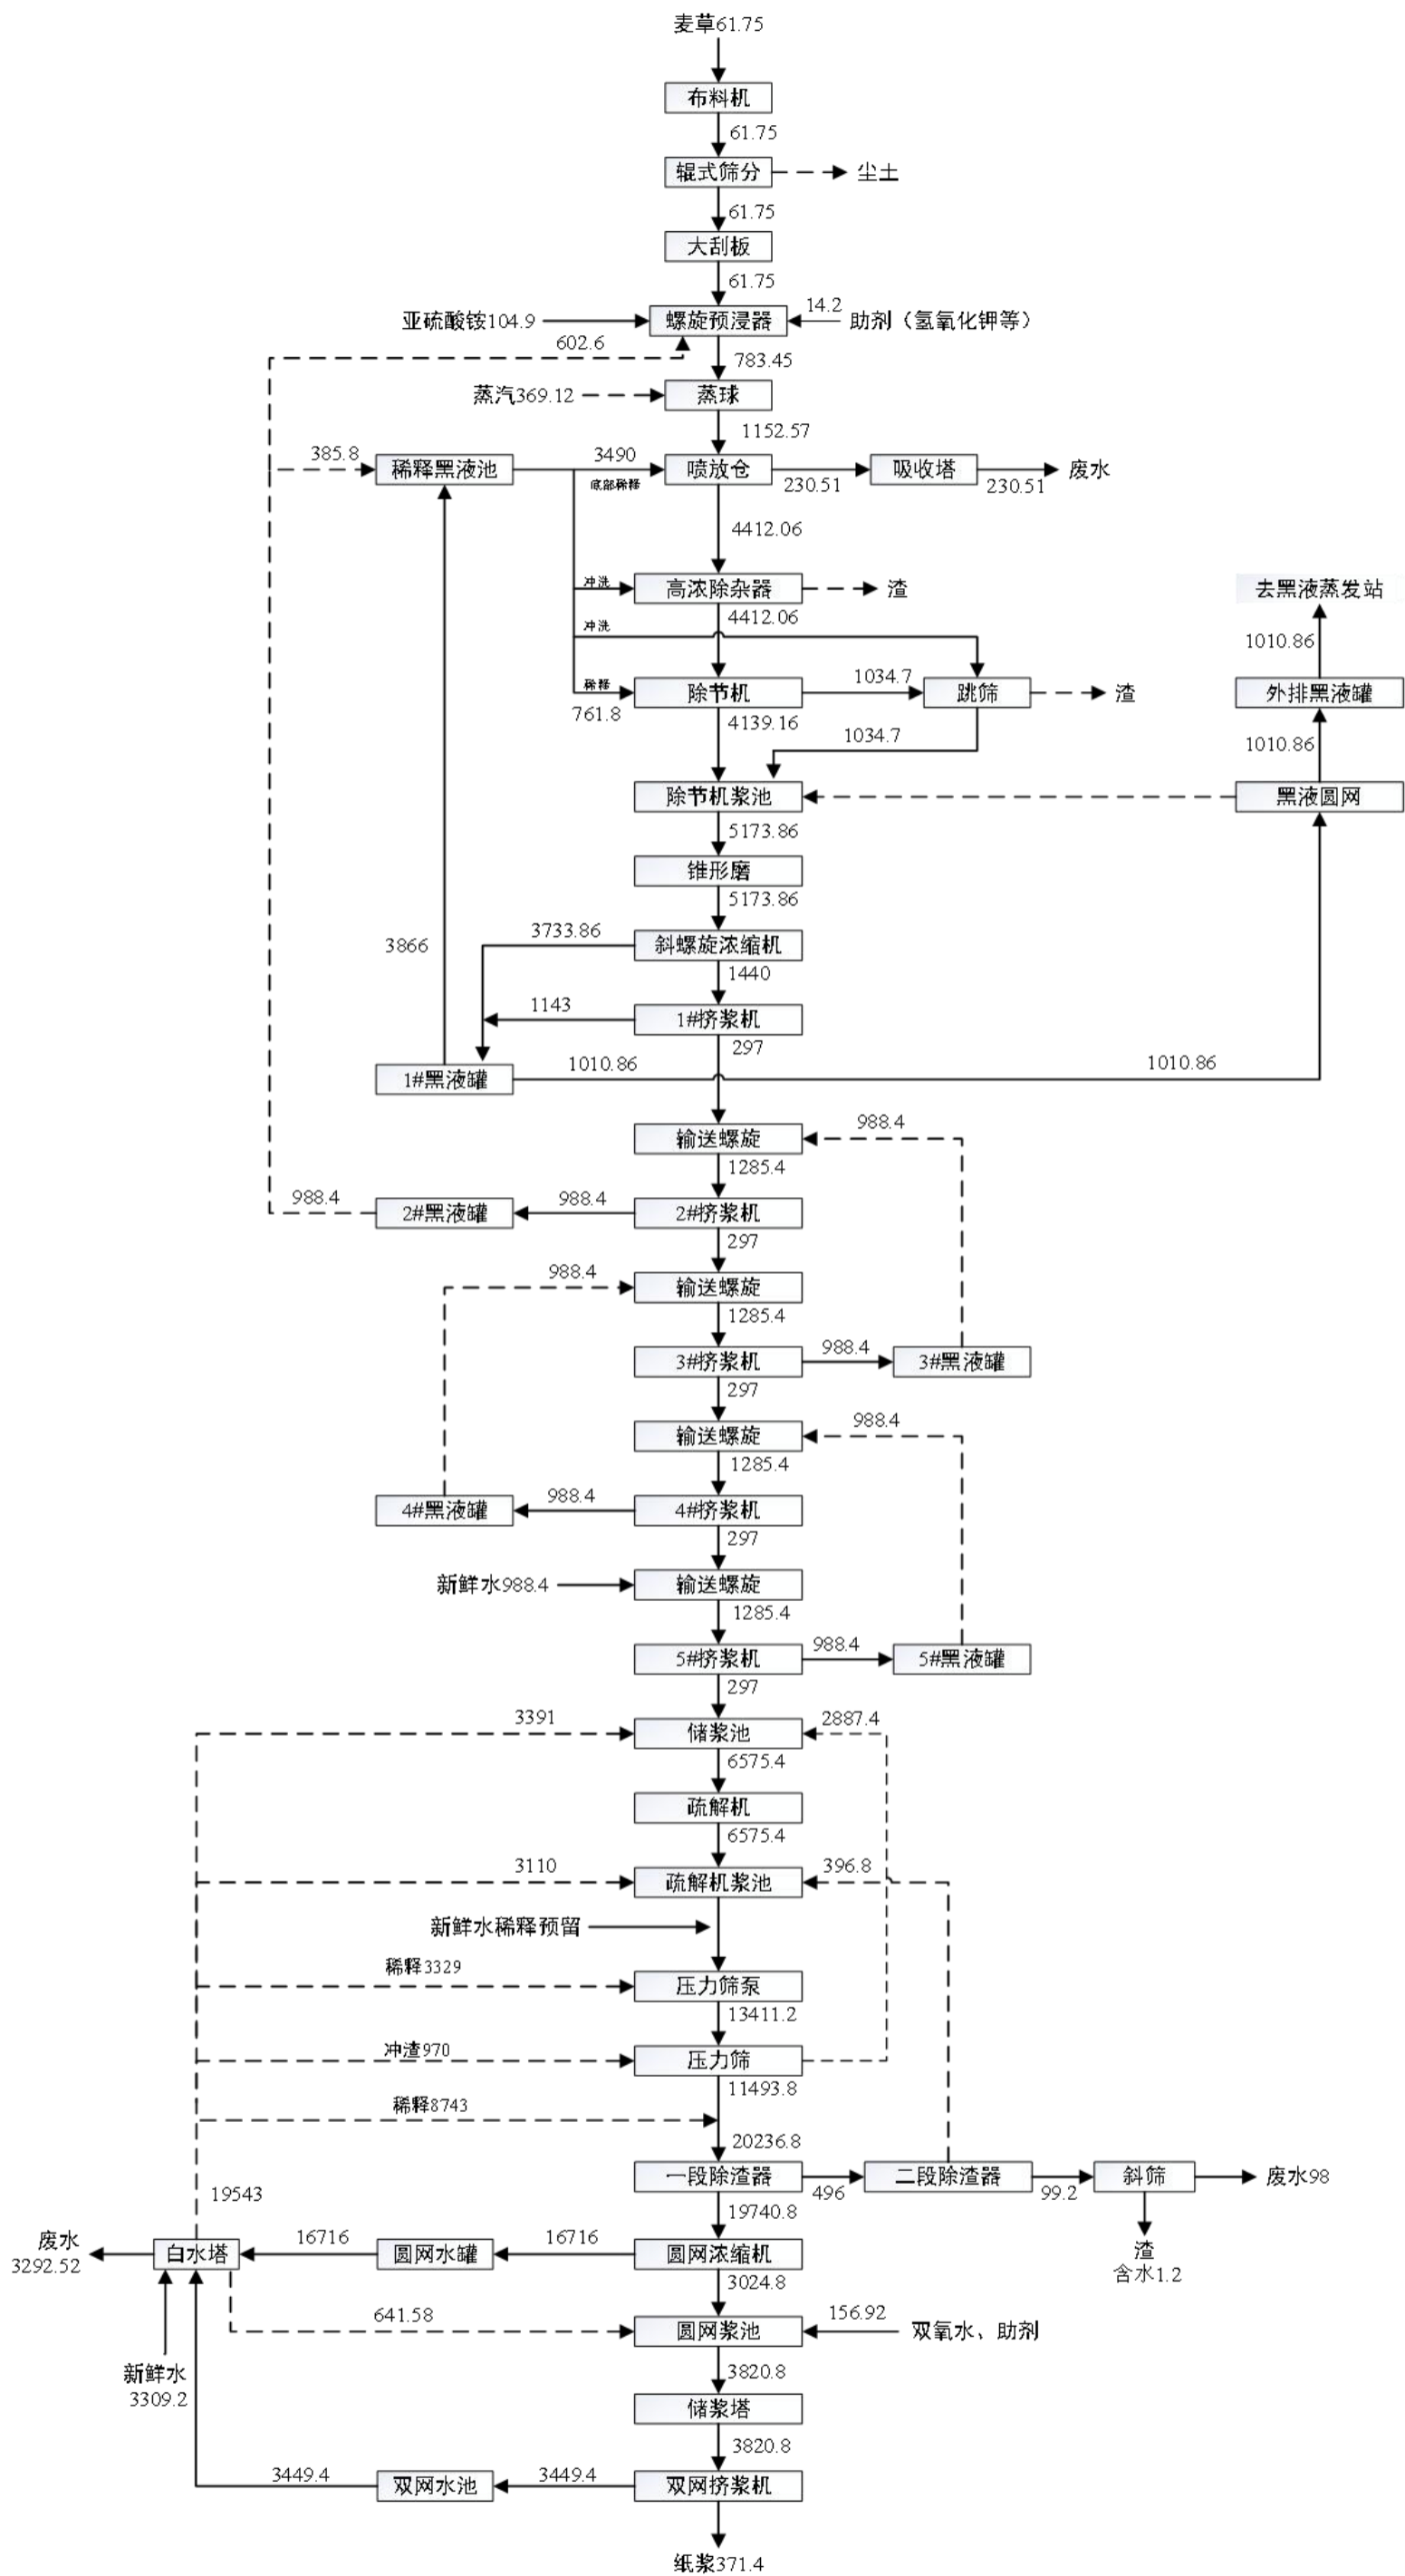 麦草61.75
布料机
61.75
辊式筛分
尘土
61.75
大刮板
61.75
亚硫酸铵104.9
螺旋预浸器
14.2
助剂（氢氧化钾等）
602.6
783.45
蒸汽369.12
蒸球
1152.57
385.8
稀释黑液池
3490
底部稀释
喷放仓
230.51
吸收塔
230.51
废水
4412.06
冲洗
高浓除杂器
渣
去黑液蒸发站
4412.06
冲洗
1010.86
稀释
761.8
除节机
1034.7
跳筛
渣
外排黑液罐
4139.16
1034.7
1010.86
除节机浆池
黑液圆网
5173.86
锥形磨
5173.86
3866
3733.86
斜螺旋浓缩机
1440
1143
1#挤浆机
297
1#黑液罐
1010.86
1010.86
988.4
输送螺旋
1285.4
988.4
2#黑液罐
988.4
2#挤浆机
297
988.4
输送螺旋
1285.4
3#挤浆机
988.4
3#黑液罐
297
988.4
输送螺旋
1285.4
4#黑液罐
988.4
4#挤浆机
297
新鲜水988.4
输送螺旋
1285.4
5#挤浆机
988.4
5#黑液罐
297
3391
储浆池
2887.4
6575.4
疏解机
6575.4
3110
疏解机浆池
396.8
新鲜水稀释预留
稀释3329
压力筛泵
13411.2
冲渣970
压力筛
11493.8
稀释8743
20236.8
一段除渣器
496
二段除渣器
99.2
斜筛
废水98
19543
19740.8
渣
含水1.2
废水
3292.52
白水塔
16716
圆网水罐
16716
圆网浓缩机
3024.8
641.58
圆网浆池
156.92
双氧水、助剂
新鲜水
3309.2
3820.8
储浆塔
3820.8
3449.4
双网水池
3449.4
双网挤浆机
纸浆371.4